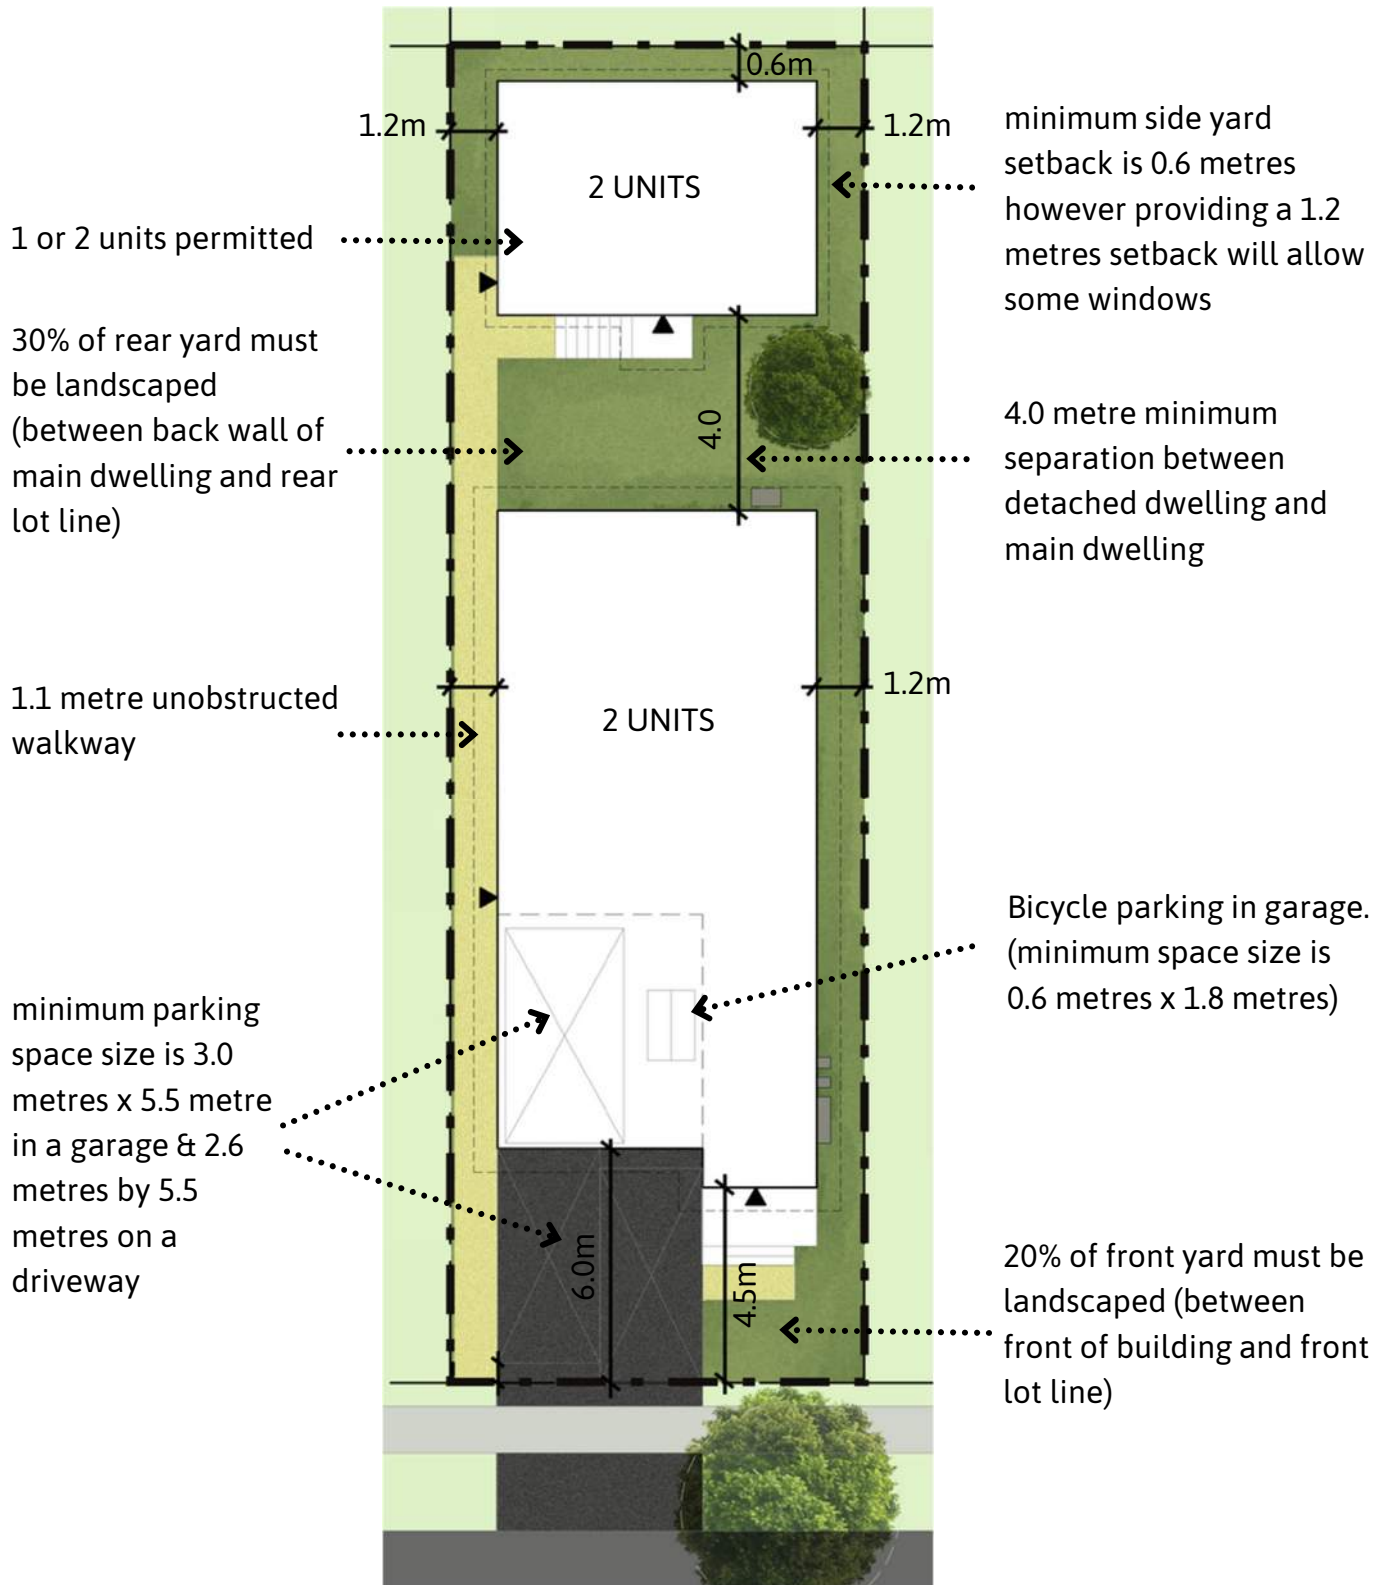 0.6m
1.2m
1.2m
2 UNITS
minimum side yard
setback is 0.6 metres
however providing a 1.2
metres setback will allow
some windows
1 or 2 units permitted
30% of rear yard must
be landscaped
(between back wall of
main dwelling and rear
lot line)
4.0
4.0 metre minimum
separation between
detached dwelling and
main dwelling
1.1 metre unobstructed
walkway
1.2m
2 UNITS
Bicycle parking in garage.
(minimum space size is
0.6 metres x 1.8 metres)
minimum parking
space size is 3.0
metres x 5.5 metre
in a garage & 2.6
metres by 5.5
metres on a
driveway
6.0m
4.5m
20% of front yard must be
landscaped (between
front of building and front
lot line)